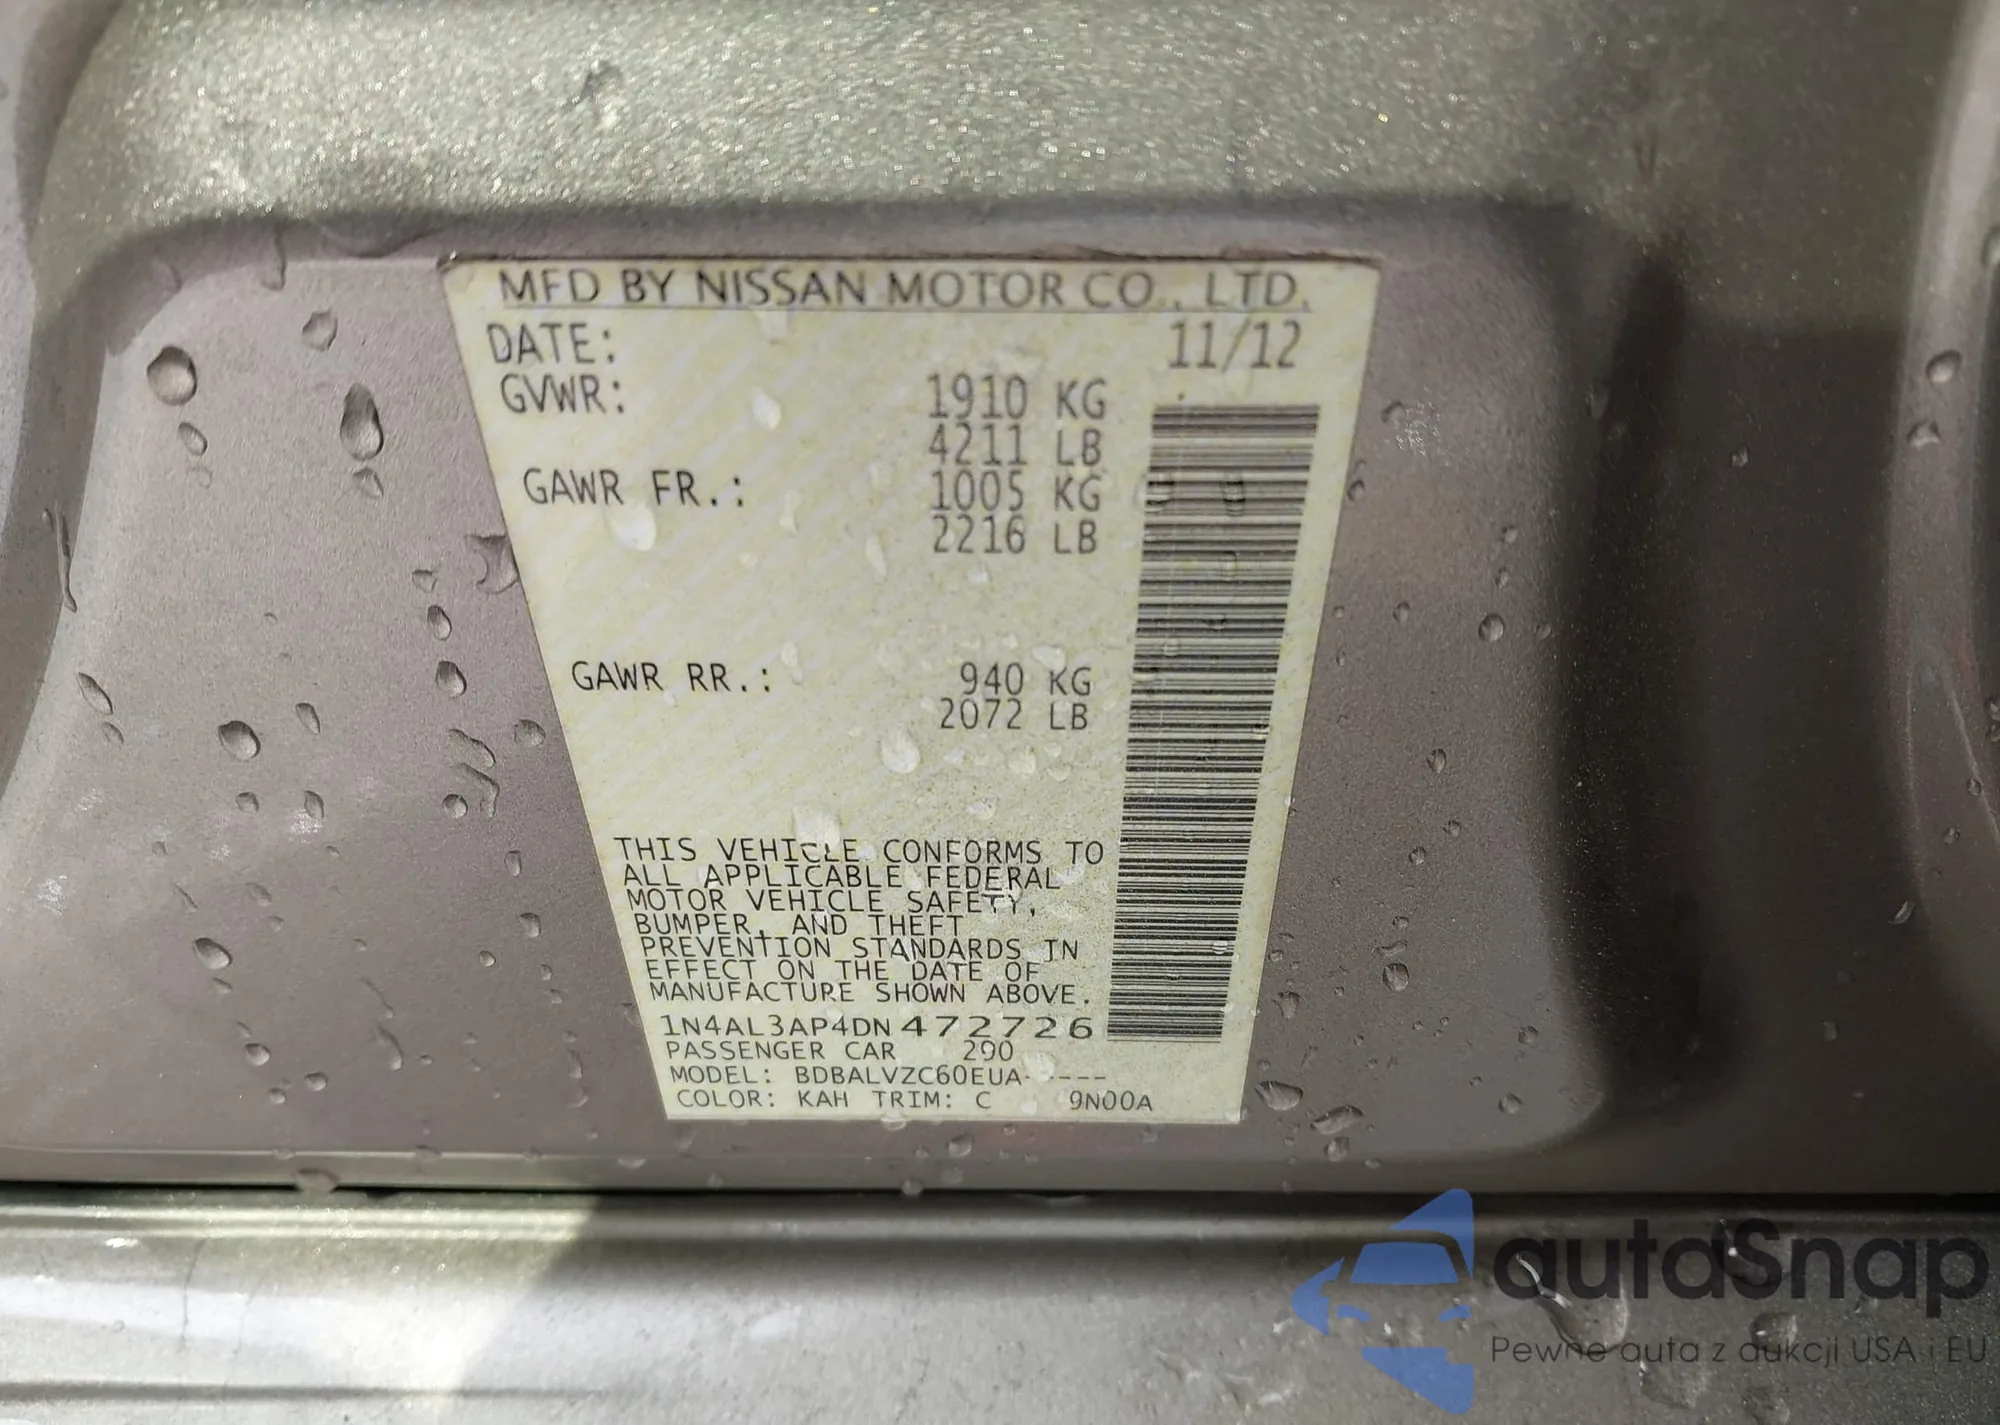 MFD BY NISSAN MOTOR CO., LTD.
DATE: 11/12
GVWR: 1910 KG
4211 LB
GAWR FR.: 1005 KG
2216 LB
GAWR RR.: 940 KG
2072 LB
THIS VEHICLE CONFORMS TO
ALL APPLICABLE FEDERAL
MOTOR VEHICLE SAFETY,
BUMPER, AND THEFT
PREVENTION STANDARDS IN
EFFECT ON THE DATE OF
MANUFACTURE SHOWN ABOVE.
1N4AL3AP4DN472726
PASSENGER CAR 290
MODEL: BDBALVZC60EUA-----
COLOR: KAH TRIM: C 9N00A
autaSnap
Pewne auta z aukcji USA i EU